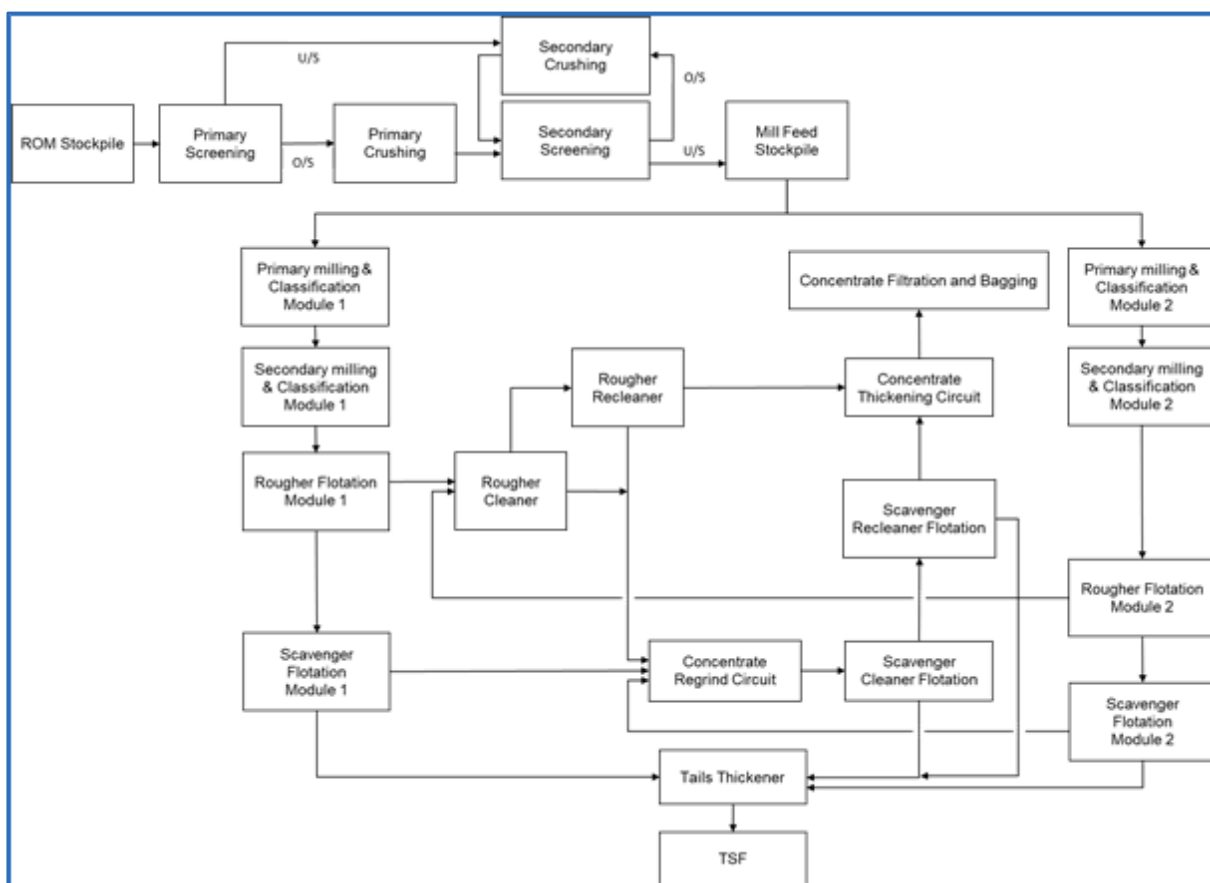 Secondary
Crushing
U/S
O/S
ROM Stockpile
Primary
Screening
O/S
Primary
Crushing
Secondary
Screening
U/S
Mill Feed
Stockpile
Primary milling &
Classification
Module 1
Concentrate Filtration and Bagging
Primary milling &
Classification
Module 2
Secondary milling
& Classification
Module 1
Rougher
Recleaner
Concentrate
Thickening Circuit
Secondary milling
& Classification
Module 2
Rougher Flotation
Module 1
Rougher
Cleaner
Scavenger
Recleaner Flotation
Rougher Flotation
Module 2
Scavenger
Flotation
Module 1
Concentrate
Regrind Circuit
Scavenger
Cleaner Flotation
Scavenger
Flotation
Module 2
Tails Thickener
TSF